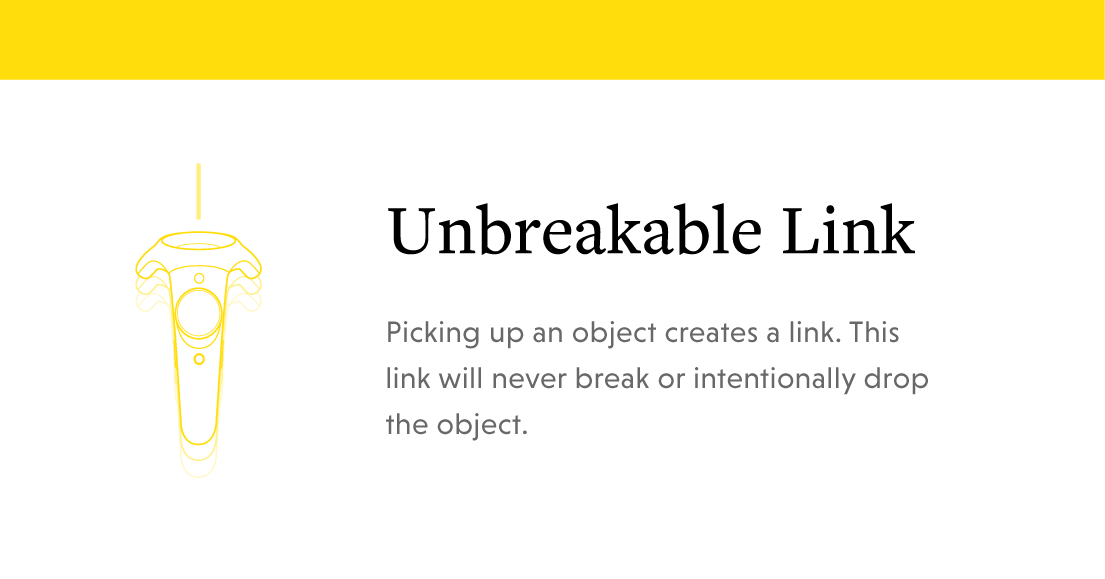 Unbreakable Link
Picking up an object creates a link. This
link will never break or intentionally drop
the object.